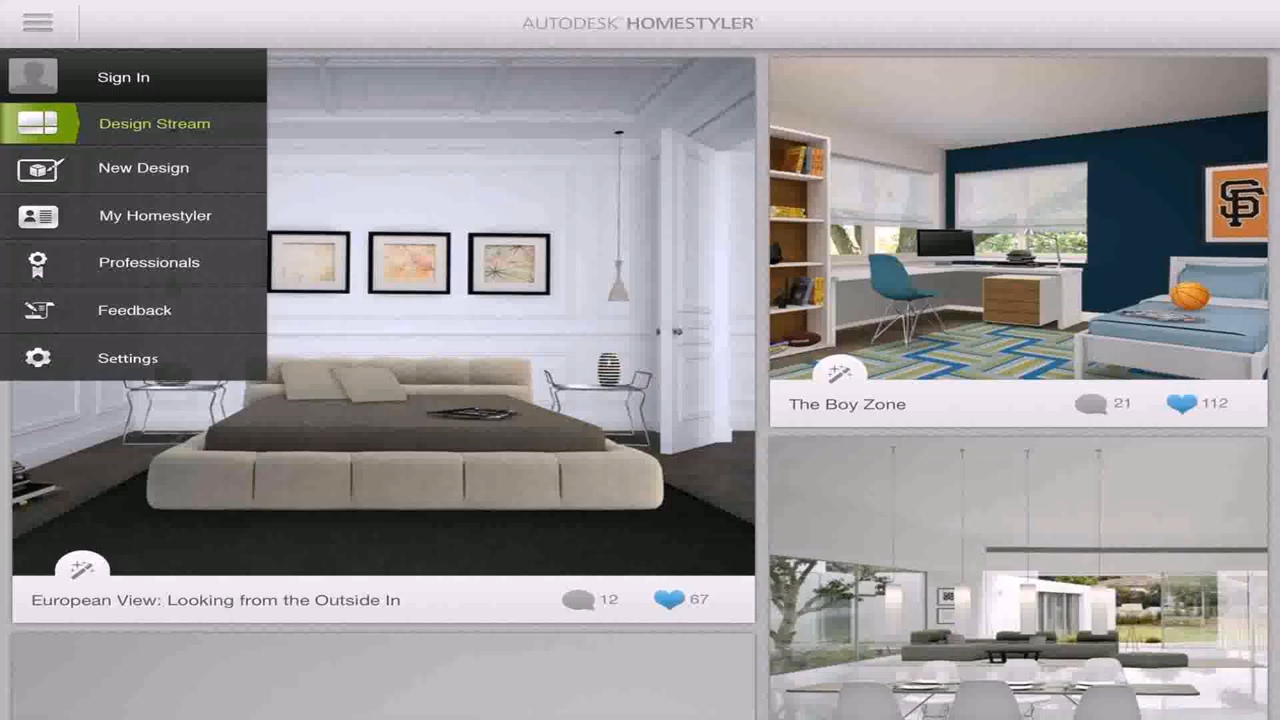 AUTODESK HOMESTYLER
Sign In
Design Stream
New Design
My Homestyler
Professionals
Feedback
Settings
SF
The Boy Zone
21
112
European View: Looking from the Outside In
12
67